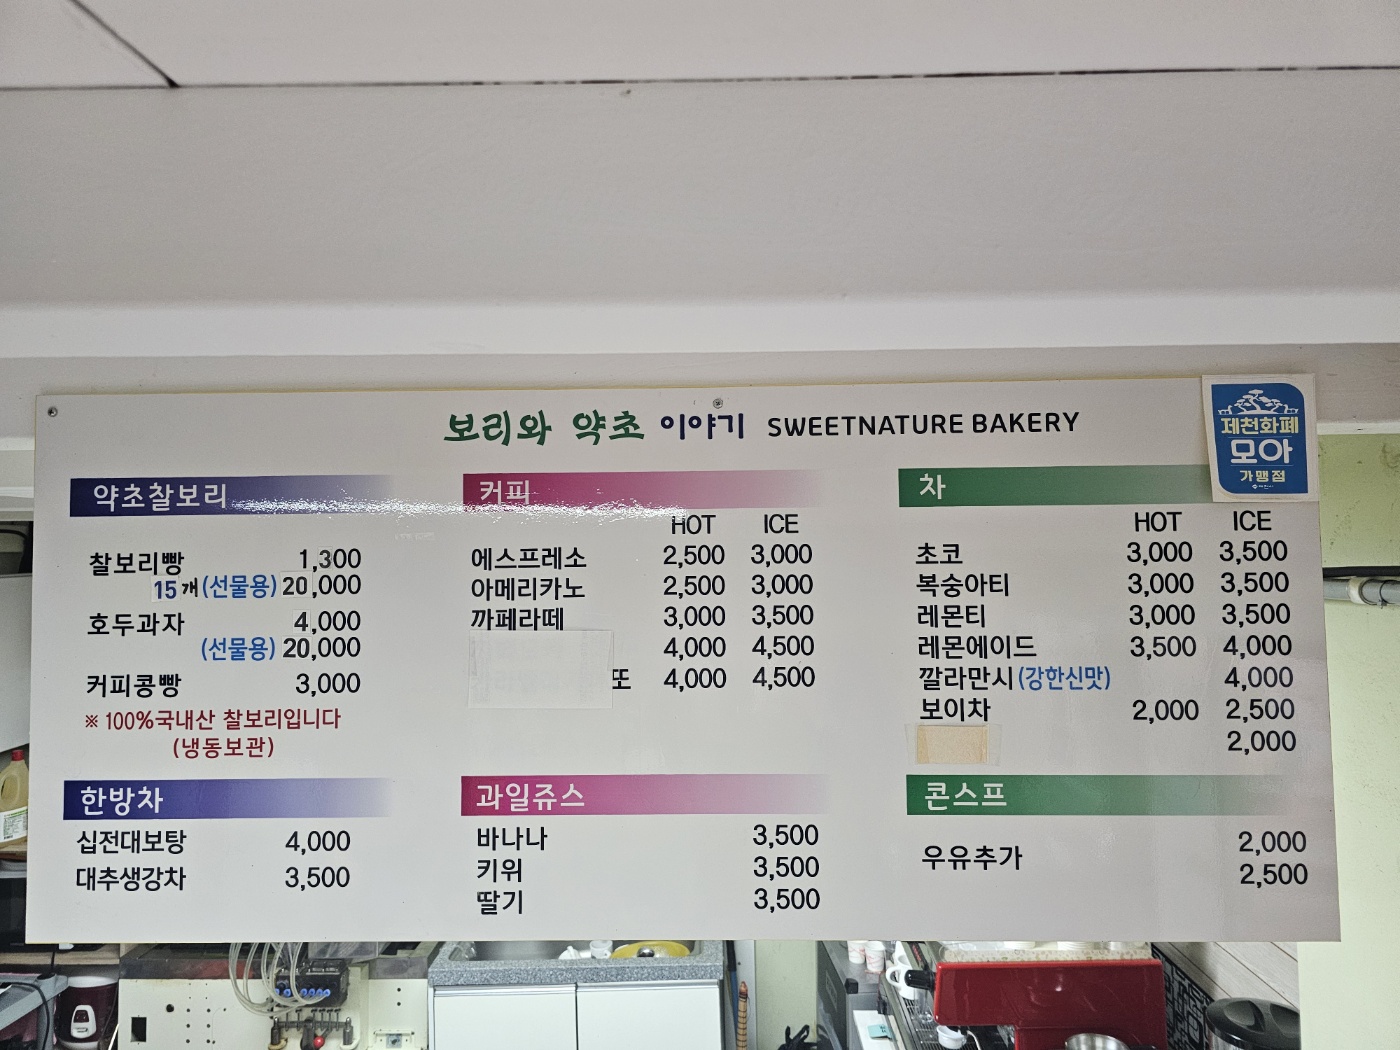 보리와 약초 이야기 SWEETNATURE BAKERY
제천화폐
모아
가맹점
약초찰보리
찰보리빵 1,300
15개 (선물용) 20,000
호두과자 4,000
(선물용) 20,000
커피콩빵 3,000
※ 100%국내산 찰보리입니다
(냉동보관)
한방차
십전대보탕 4,000
대추생강차 3,500
커피
HOT ICE
에스프레소 2,500 3,000
아메리카노 2,500 3,000
까페라떼 3,000 3,500
4,000 4,500
또 4,000 4,500
과일쥬스
바나나 3,500
키위 3,500
딸기 3,500
차
HOT ICE
초코 3,000 3,500
복숭아티 3,000 3,500
레몬티 3,000 3,500
레몬에이드 3,500 4,000
깔라만시(강한신맛) 4,000
보이차 2,000 2,500
2,000
콘스프
2,000
우유추가
2,500